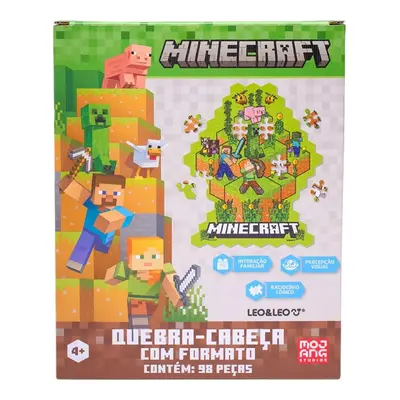 MINECRAFT
MINECRAFT
INTERAÇÃO
FAMILIAR
PERCEPÇÃO
VISUAL
RACIOCÍNIO
LÓGICO
LEO&LEO®
QUEBRA-CABEÇA
COM FORMATO
CONTÉM: 98 PEÇAS
4+
MOJANG
STUDIOS